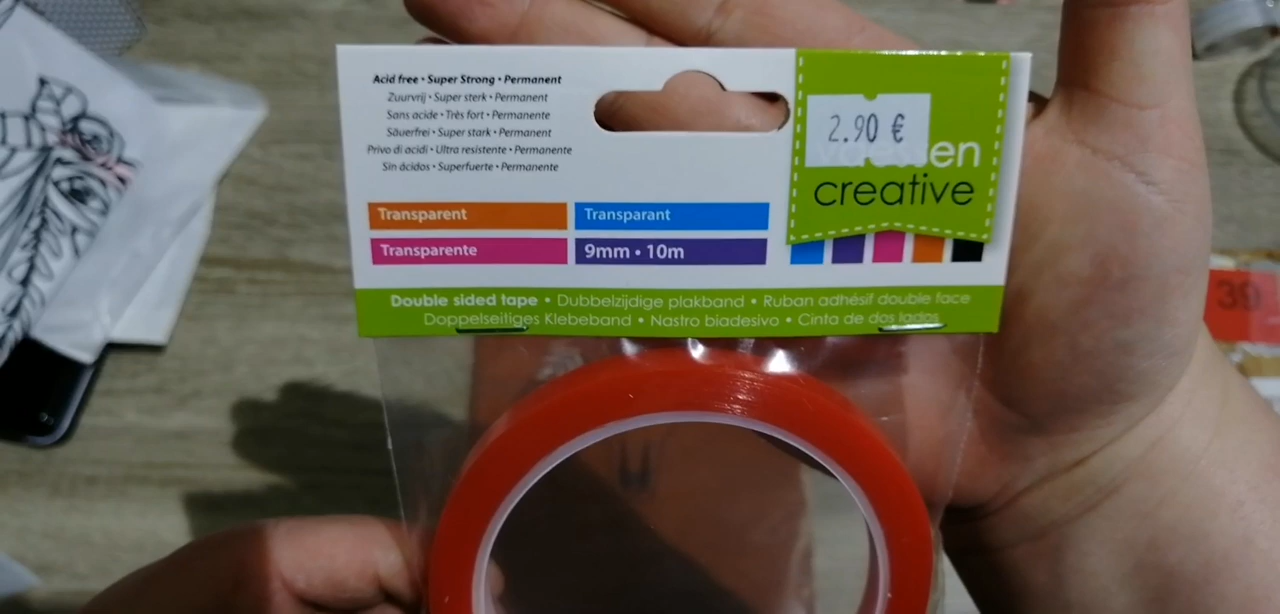 Acid free • Super Strong • Permanent
Zuurvrij • Super sterk • Permanent
Sans acide • Très fort • Permanente
Säuerfrei • Super stark • Permanent
Privo di acidi • Ultra resistente • Permanente
Sin ácidos • Superfuerte • Permanente
2.90 €
creative
Transparent
Transparant
Transparente
9mm • 10m
Double sided tape • Dubbelzijdige plakband • Ruban adhésif double face
Doppelseitiges Klebeband • Nastro biadesivo • Cinta de dos lados
39